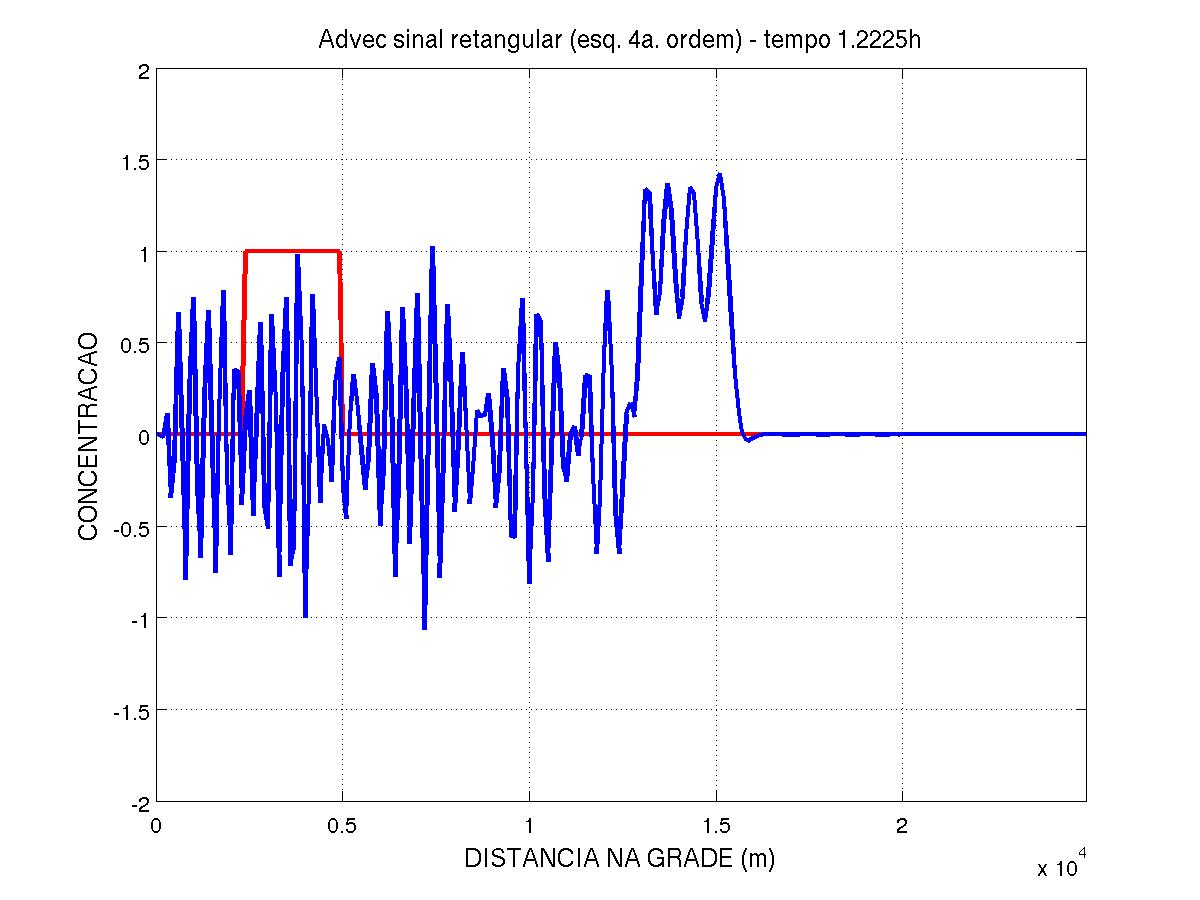 Advec sinal retangular (esq. 4a. ordem) - tempo 1.2225h
2
1.5
1
0.5
0
-0.5
-1
-1.5
-2
CONCENTRACAO
0 0.5 1 1.5 2
x 10^4
DISTANCIA NA GRADE (m)